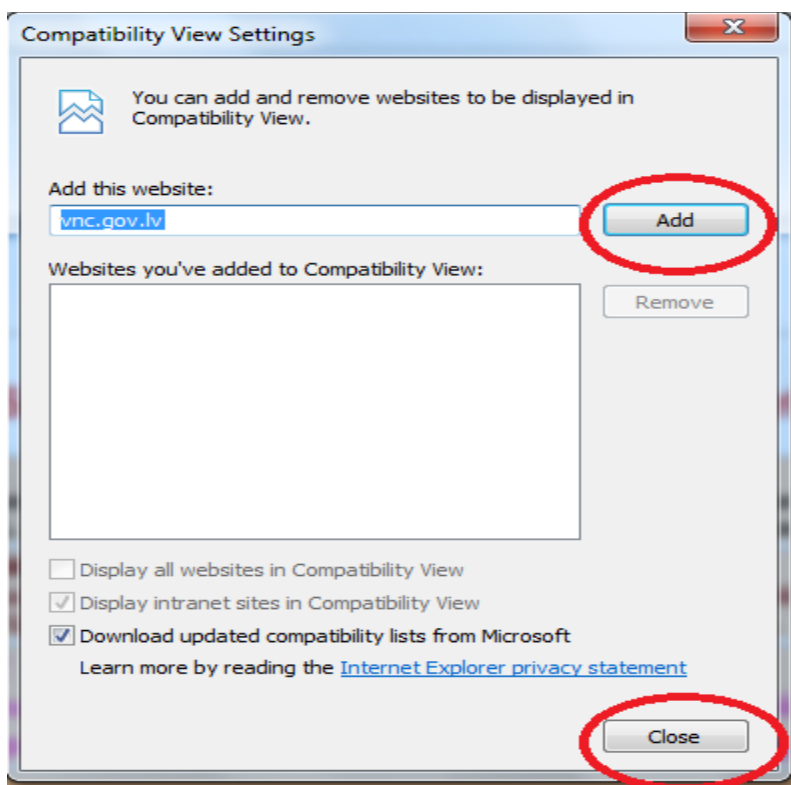 Compatibility View Settings
You can add and remove websites to be displayed in
Compatibility View.
Add this website:
vnc.gov.lv
Add
Websites you've added to Compatibility View:
Remove
Display all websites in Compatibility View
Display intranet sites in Compatibility View
Download updated compatibility lists from Microsoft
Learn more by reading the Internet Explorer privacy statement
Close